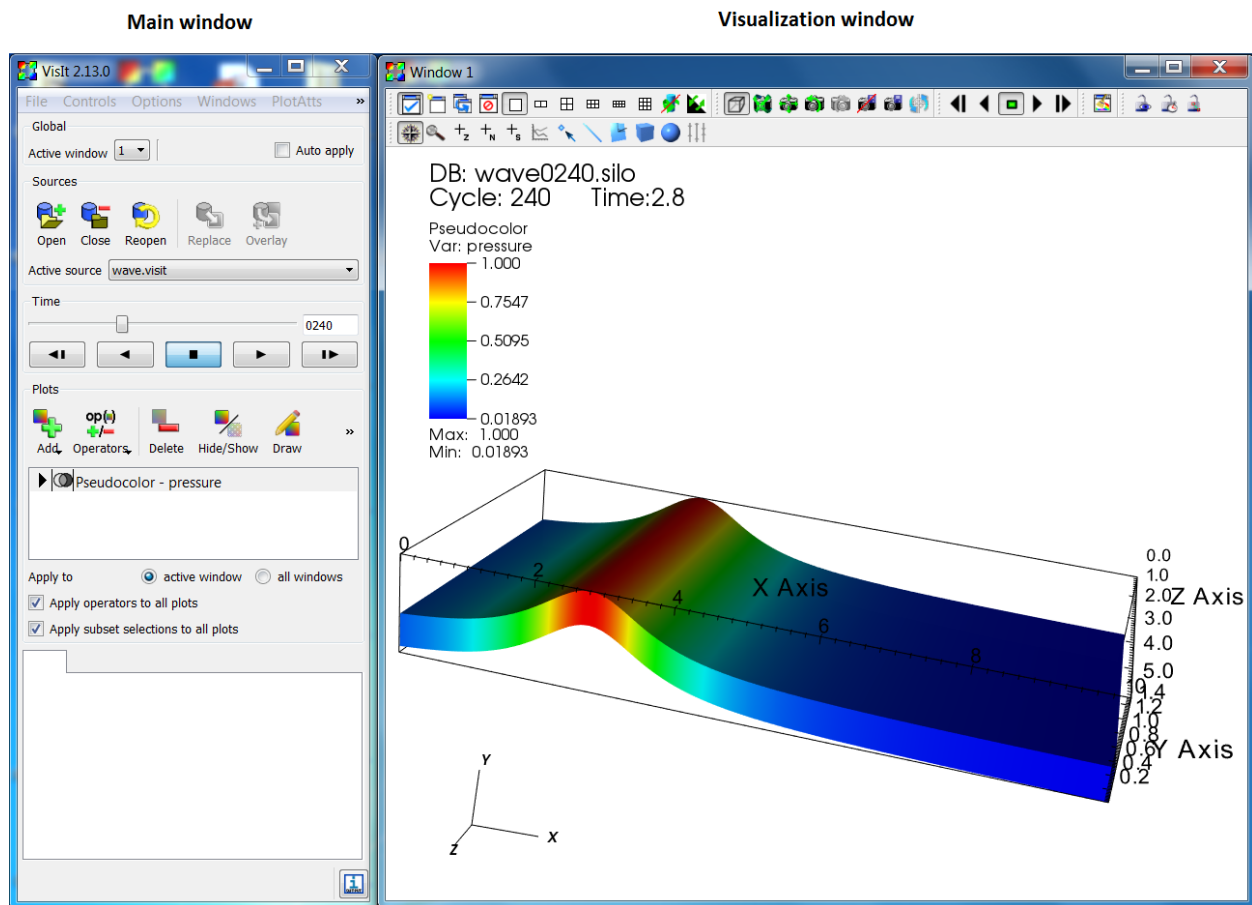 Main window
Visualization window
VisIt 2.13.0
File Controls Options Windows PlotAtts »
Global
Active window 1
Auto apply
Sources
Open Close Reopen Replace Overlay
Active source wave.visit
Time
0240
Plots
op(=)
Add Operators Delete Hide/Show Draw »
Pseudocolor - pressure
Apply to active window all windows
Apply operators to all plots
Apply subset selections to all plots
Window 1
+z +N +s
DB: wave0240.silo
Cycle: 240 Time:2.8
Pseudocolor
Var: pressure
1.000
0.7547
0.5095
0.2642
0.01893
Max: 1.000
Min: 0.01893
0
2
4
6
8
10
X Axis
0.0
1.0
2.0
3.0
4.0
5.0
Z Axis
1.4
1.2
1.0
0.8
0.6
0.4
0.2
Y Axis
Y
X
Z